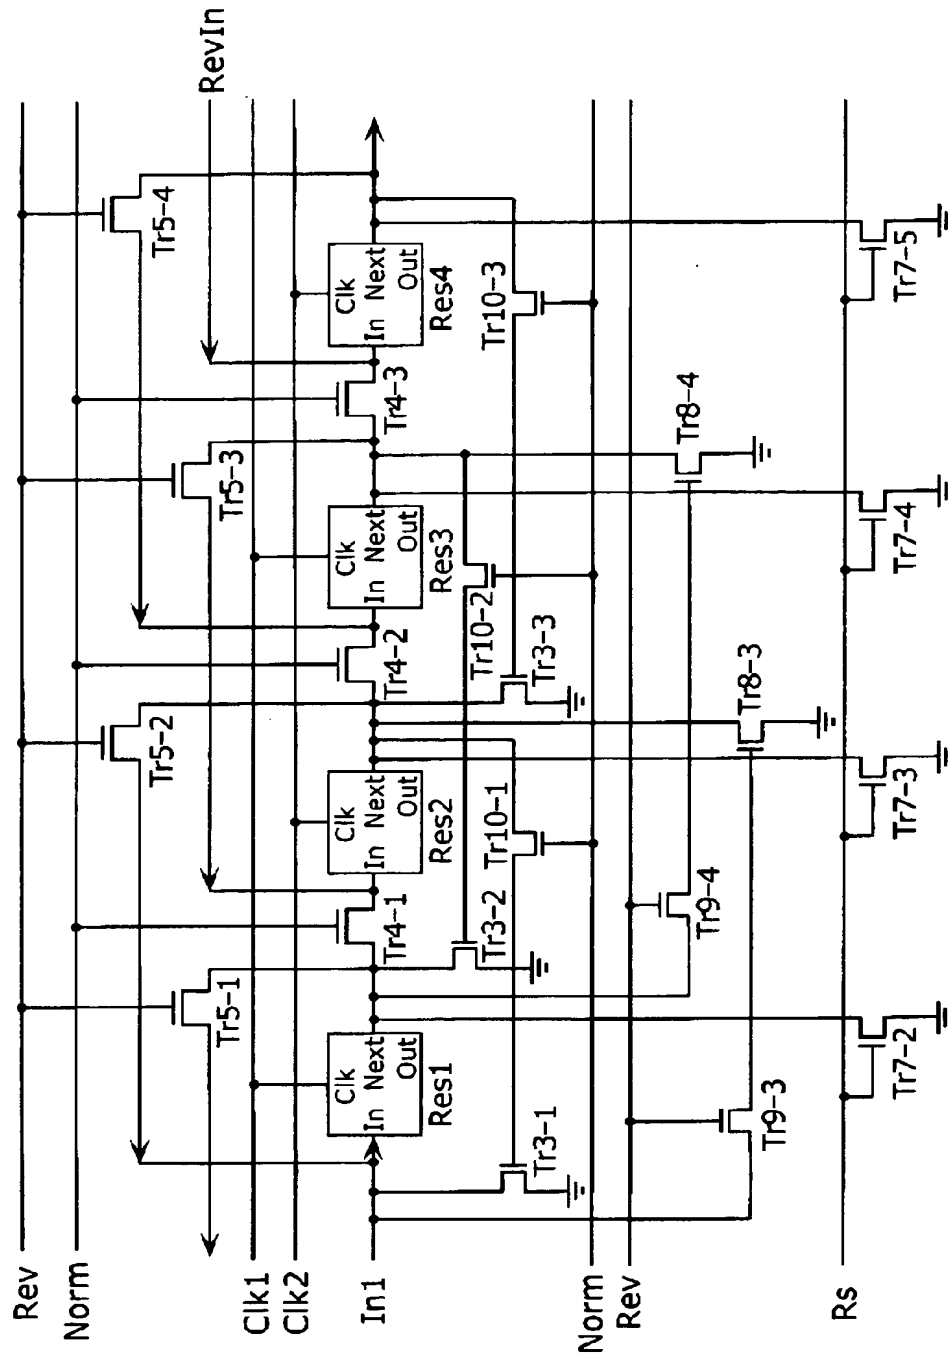 RevIn
Tr5-4
Tr5-3
Tr5-2
Tr5-1
Rev
Norm
Clk1
Clk2
In1
Norm
Rev
Rs
Clk
In Next
Out
Res4
Clk
In Next
Out
Res3
Clk
In Next
Out
Res2
Clk
In Next
Out
Res1
Tr4-3
Tr4-2
Tr4-1
Tr10-3
Tr10-2
Tr10-1
Tr3-3
Tr3-2
Tr3-1
Tr8-4
Tr8-3
Tr9-4
Tr9-3
Tr7-5
Tr7-4
Tr7-3
Tr7-2